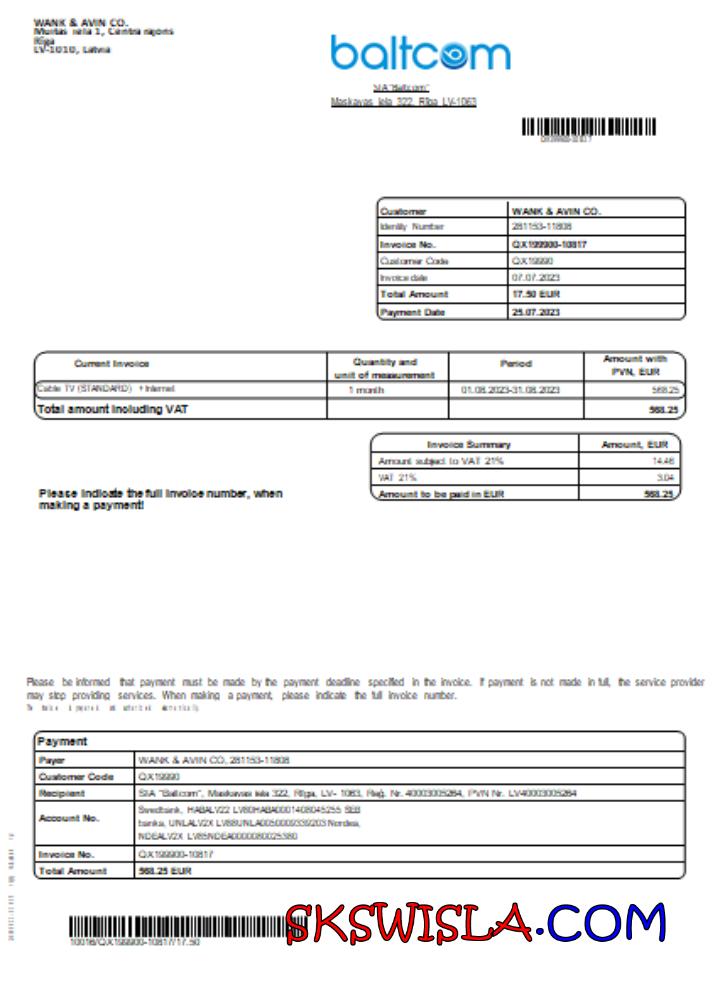 WANK & AVIN CO.
Muitas iela 1, Centra rajons
Rīga
LV-1010, Latvia
baltcom
SIA"Baltcom"
Maskavas iela 322, Rīga LV-1063
Customer WANK & AVIN CO.
Identity Number 281153-11808
Invoice No. QX199900-10817
Customer Code QX19990
Invoice date 07.07.2023
Total Amount 17.50 EUR
Payment Date 25.07.2023
Current Invoice Quantity and unit of measurement Period Amount with PVN, EUR
Cable TV (STANDARD) + Internet 1 month 01.08.2023-31.08.2023 568.25
Total amount including VAT 568.25
Invoice Summary Amount, EUR
Amount subject to VAT 21% 14.46
VAT 21% 3.04
Amount to be paid in EUR 568.25
Please indicate the full invoice number, when
making a payment!
Please be informed that payment must be made by the payment deadline specified in the invoice. If payment is not made in full, the service provider
may stop providing services. When making a payment, please indicate the full invoice number.
Payment
Payer WANK & AVIN CO, 281153-11808
Customer Code QX19990
Recipient SIA "Baltcom", Maskavas iela 322, Rīga, LV- 1063, Reģ. Nr. 40003005264, PVN Nr. LV40003005264
Account No. Swedbank, HABALV22 LV80HABA0001408045255 SEB
banka, UNLALV2X LV88UNLA0050009339203 Nordea,
NDEALV2X LV85NDEA0000080025380
Invoice No. QX199900-10817
Total Amount 568.25 EUR
10016/QX199900-10817/17.50
SKSWISLA.COM